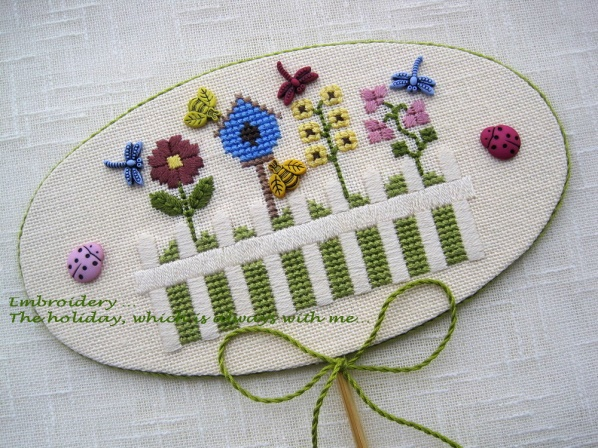 Embroidery ...
The holiday, which is always with me...